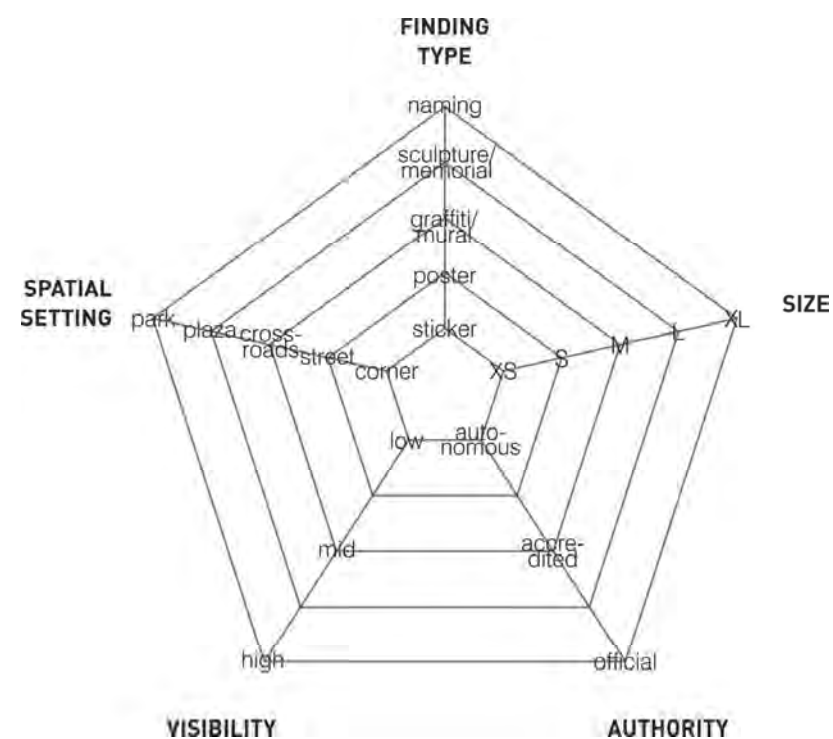 FINDING
TYPE
naming
sculpture/
memorial
graffiti/
mural
poster
sticker
SPATIAL
SETTING
park
plaza
cross-
roads
street
corner
XS
S
M
L
XL
SIZE
low
mid
high
auto-
nomous
accre-
dited
official
VISIBILITY
AUTHORITY